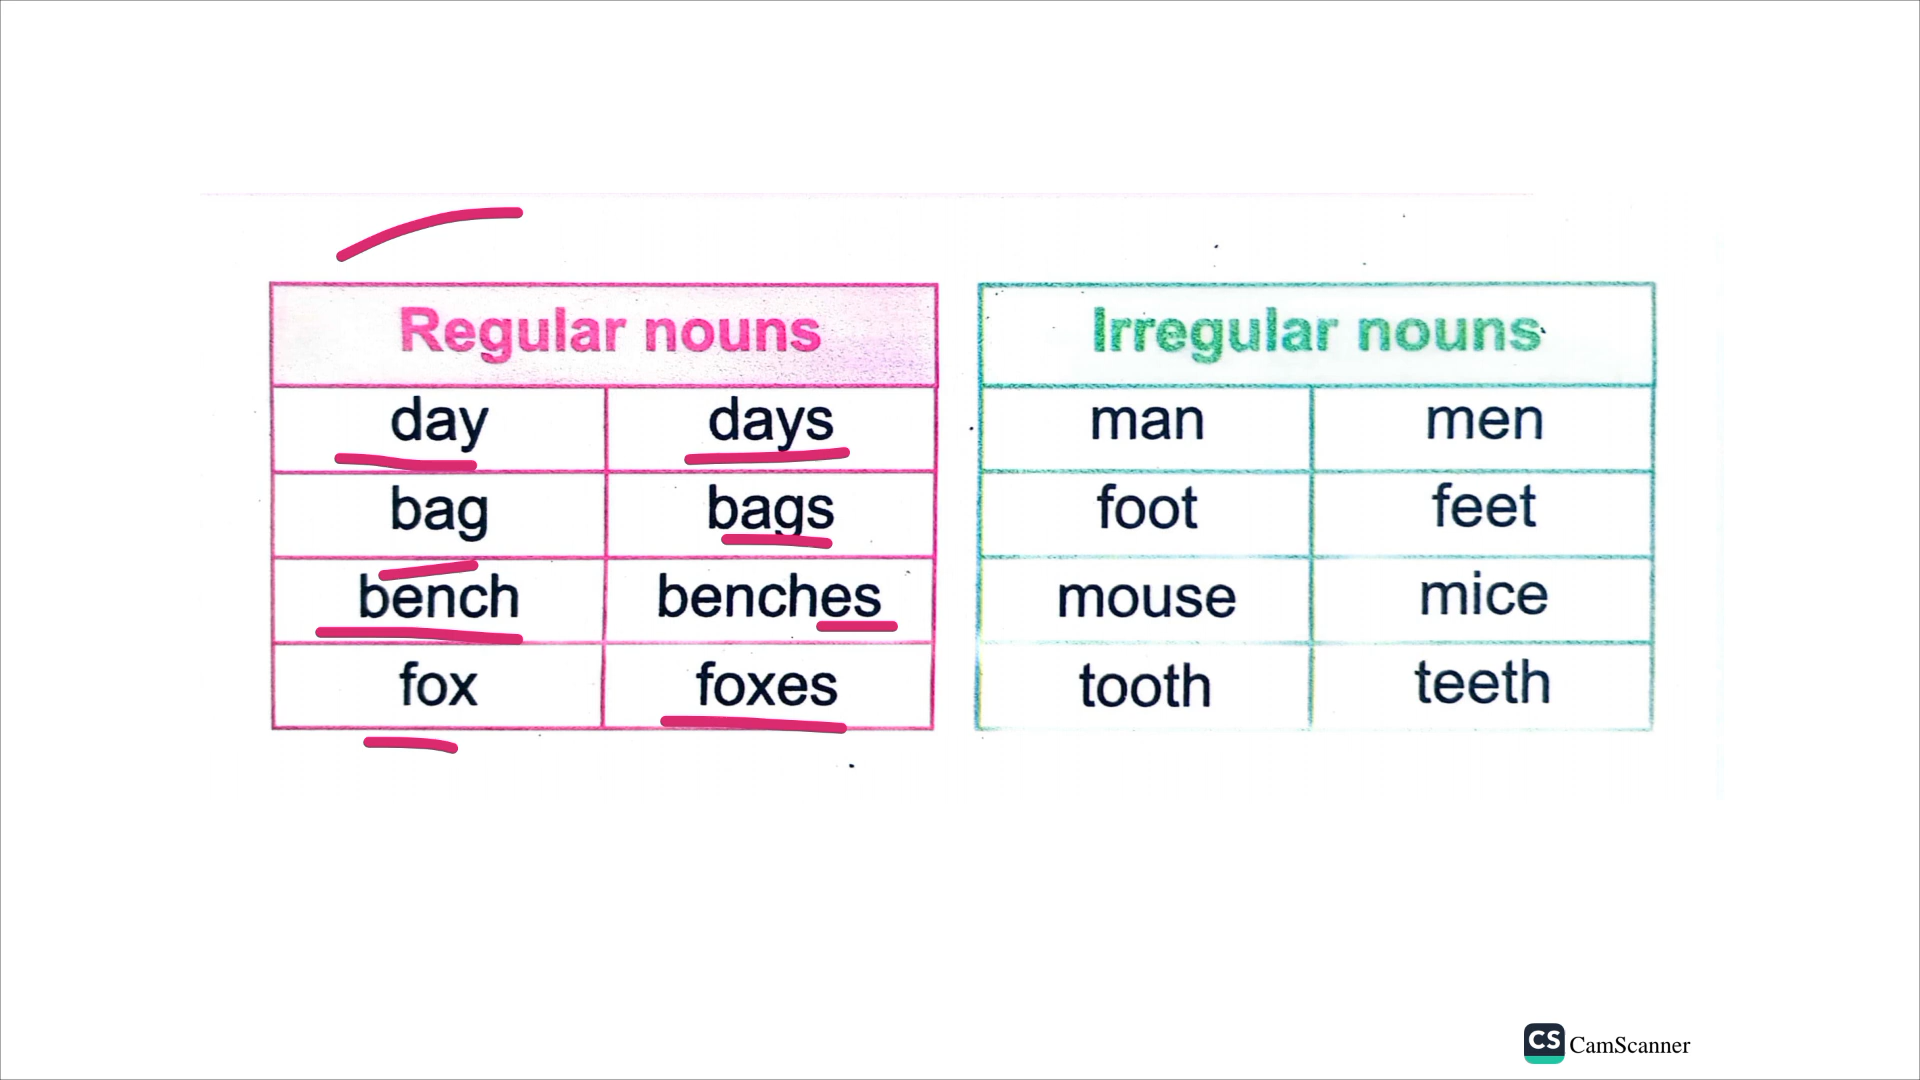 Regular nouns
day days
bag bags
bench benches
fox foxes
Irregular nouns
man men
foot feet
mouse mice
tooth teeth
CS CamScanner